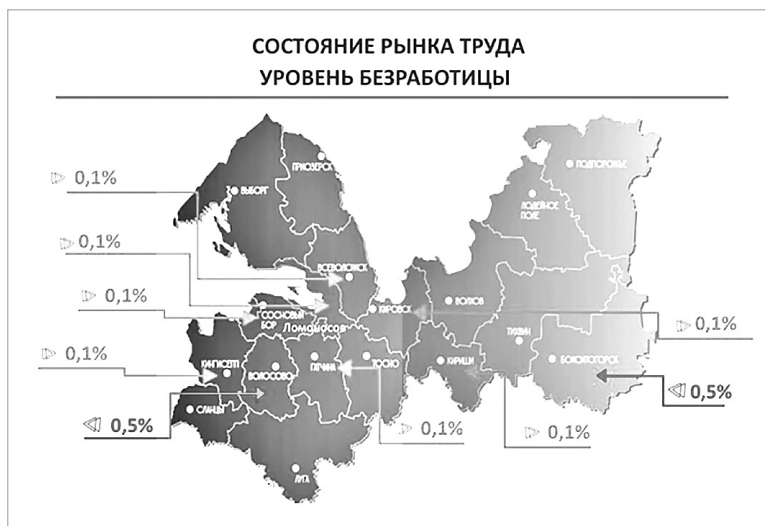 СОСТОЯНИЕ РЫНКА ТРУДА
УРОВЕНЬ БЕЗРАБОТИЦЫ
ПРИОЗЕРСК
ПОДПОРОЖЬЕ
0,1%
ВЫБОРГ
ЛОДЕЙНОЕ
ПОЛЕ
0,1%
ВСЕВОЛОЖСК
0,1%
Г.СОСНОВЫЙ
БОР
Ломоносов
КИРОВСК
ВОЛХОВ
0,1%
ТИХВИН
0,1%
КИНГИСЕПП
ВОЛОСОВО
ГАТЧИНА
ТОСНО
КИРИШИ
БОКСИТОГОРСК
0,5%
СЛАНЦЫ
0,5%
0,1%
0,1%
ЛУГА